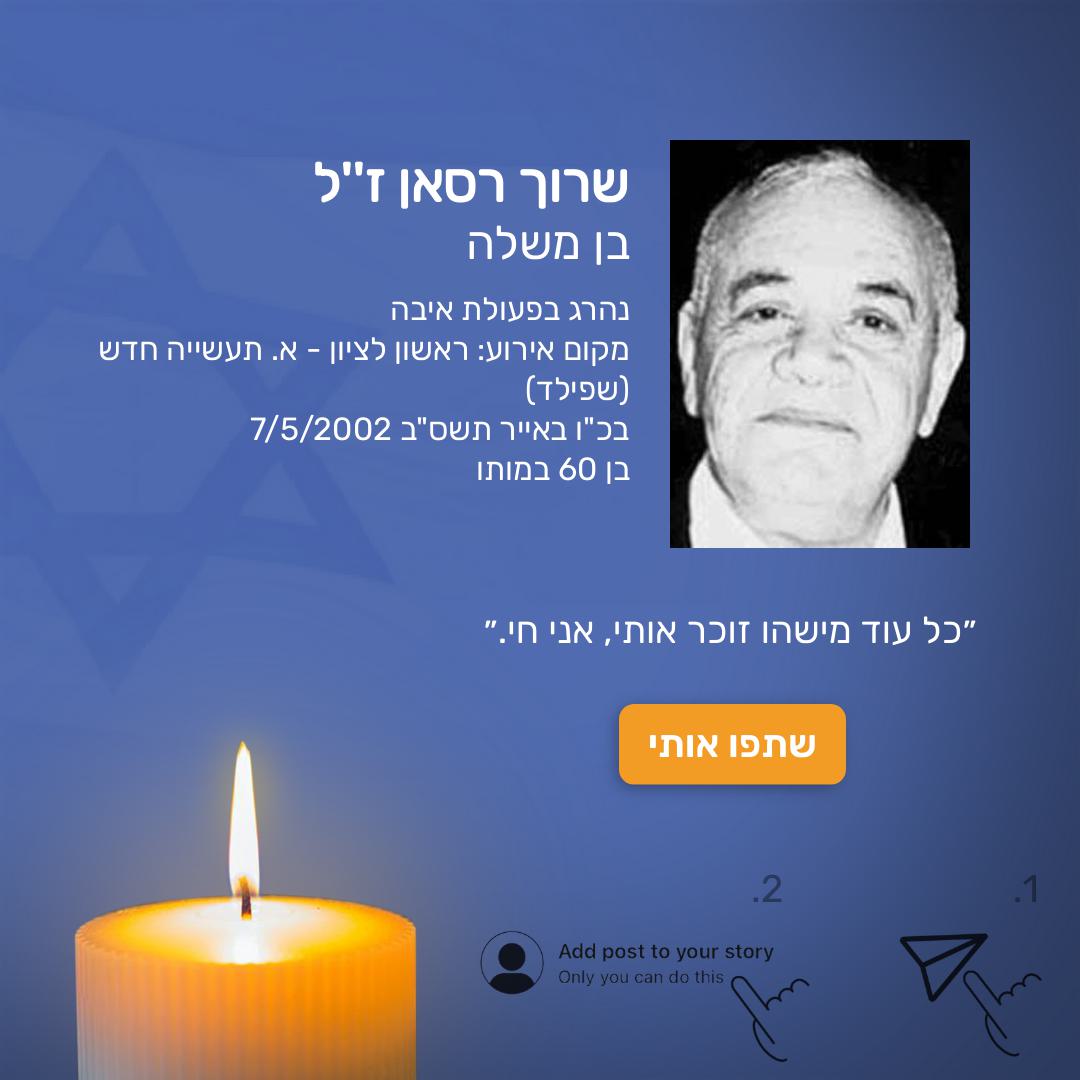 שרוך רסאן ז"ל
בן משלה
נהרג בפעולת איבה
מקום אירוע: ראשון לציון - א. תעשייה חדש
(שפילד)
בכ"ו באייר תשס"ב 7/5/2002
בן 60 במותו
״כל עוד מישהו זוכר אותי, אני חי.״
שתפו אותי
1.
2.
Add post to your story
Only you can do this